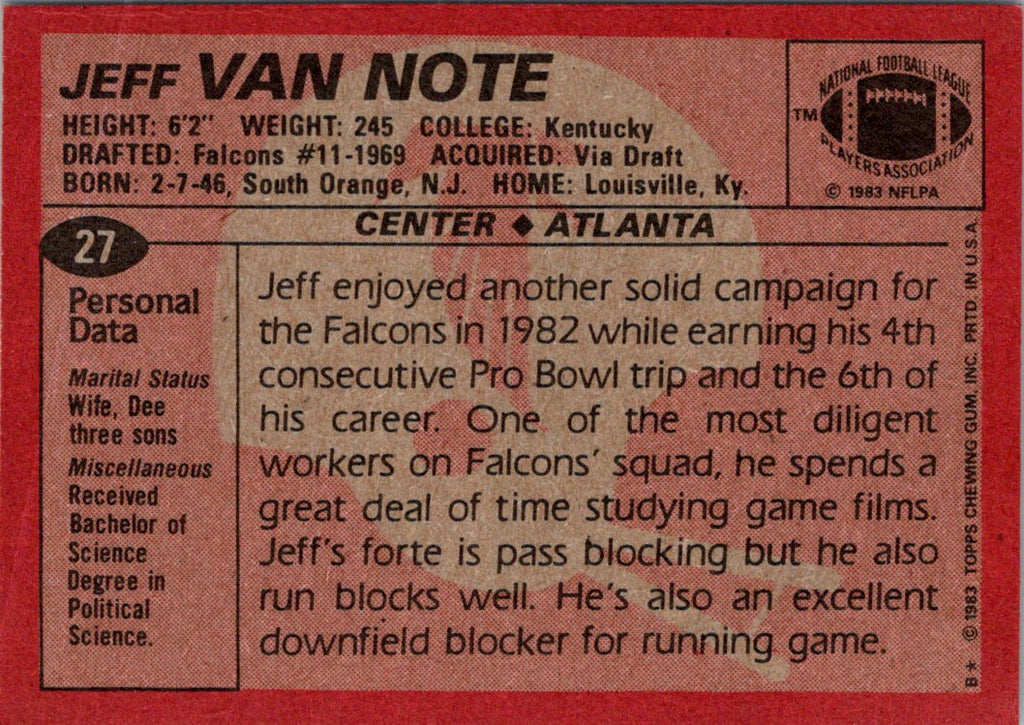 JEFF VAN NOTE
HEIGHT: 6'2" WEIGHT: 245 COLLEGE: Kentucky
DRAFTED: Falcons #11-1969 ACQUIRED: Via Draft
BORN: 2-7-46, South Orange, N.J. HOME: Louisville, Ky.
NATIONAL FOOTBALL LEAGUE
TM
PLAYERS ASSOCIATION
© 1983 NFLPA
CENTER ♦ ATLANTA
27
Personal
Data
Marital Status
Wife, Dee
three sons
Miscellaneous
Received
Bachelor of
Science
Degree in
Political
Science.
Jeff enjoyed another solid campaign for
the Falcons in 1982 while earning his 4th
consecutive Pro Bowl trip and the 6th of
his career. One of the most diligent
workers on Falcons' squad, he spends a
great deal of time studying game films.
Jeff's forte is pass blocking but he also
run blocks well. He's also an excellent
downfield blocker for running game.
B* © 1983 TOPPS CHEWING GUM, INC. PRTD. IN U.S.A.